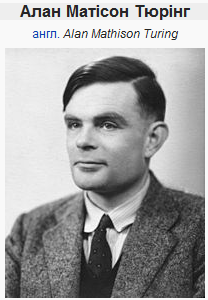 Алан Матісон Тюрінг
англ. Alan Mathison Turing